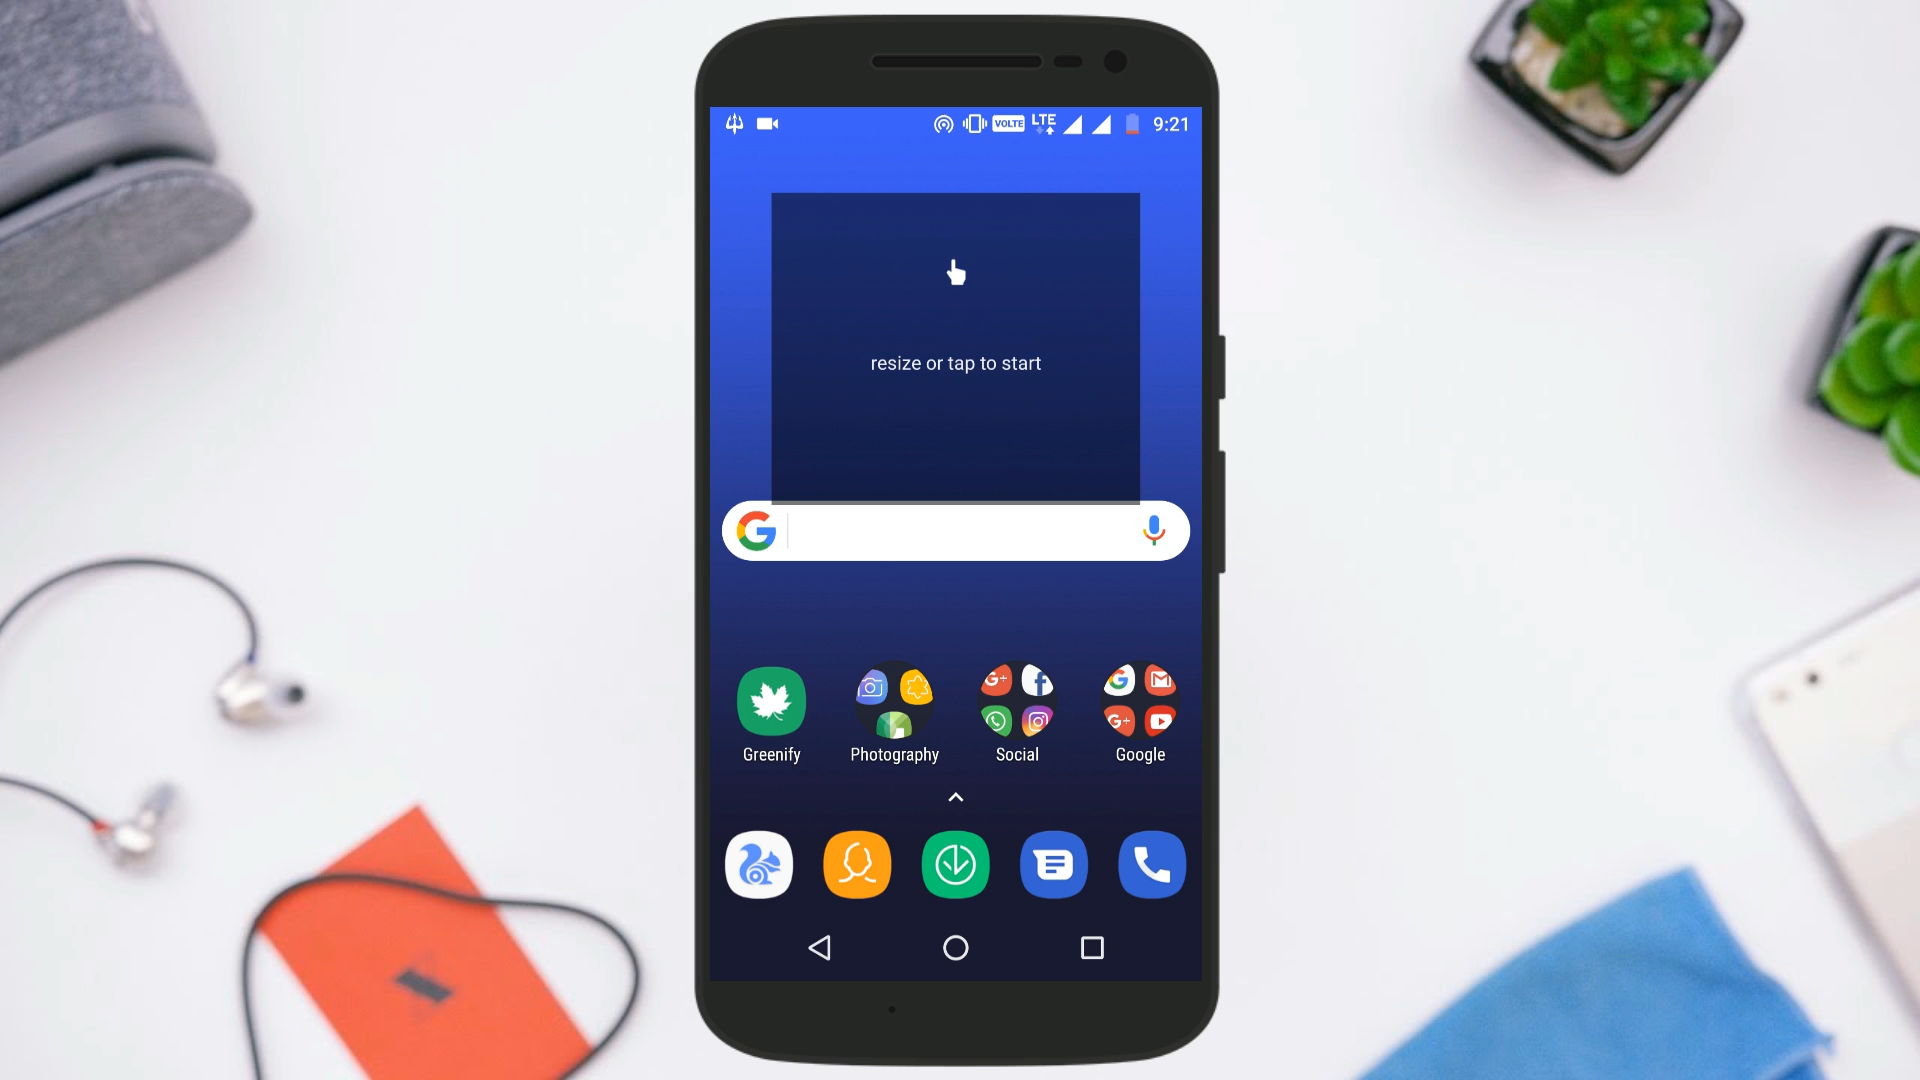 VOLTE LTE 9:21
resize or tap to start
G
G+ f G M
G+
Greenify Photography Social Google